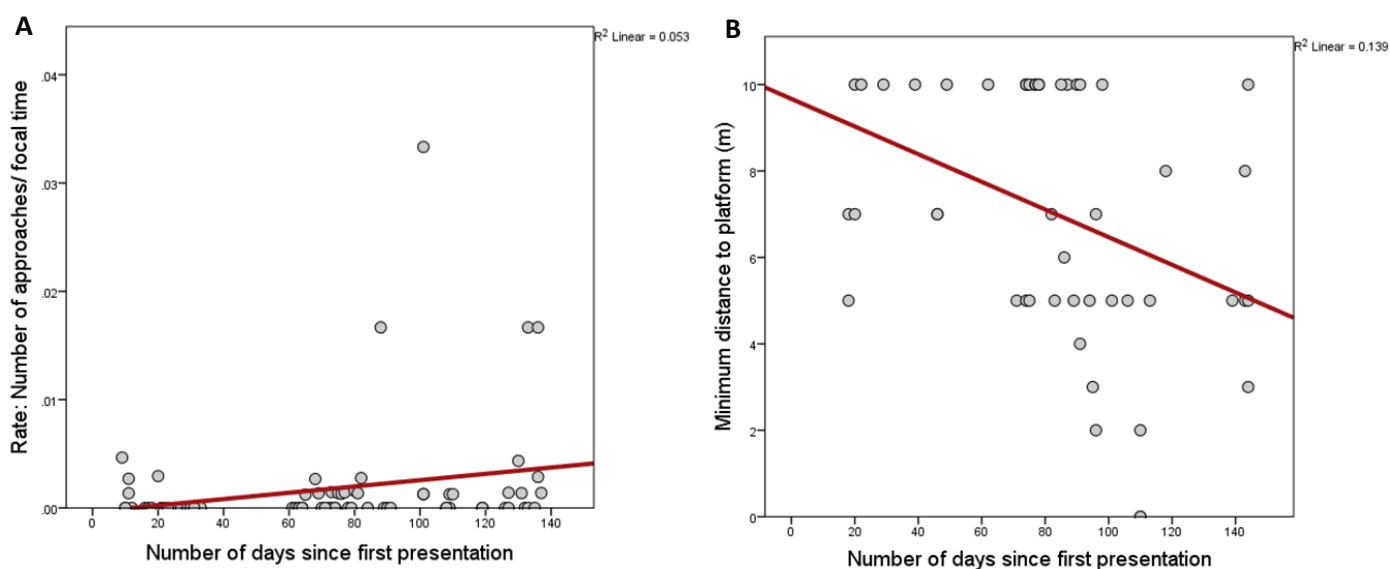 A
R² Linear = 0.053
Rate: Number of approaches/ focal time
.04
.03
.02
.01
.00
0 20 40 60 80 100 120 140
Number of days since first presentation
B
R² Linear = 0.139
Minimum distance to platform (m)
10
8
6
4
2
0
0 20 40 60 80 100 120 140
Number of days since first presentation